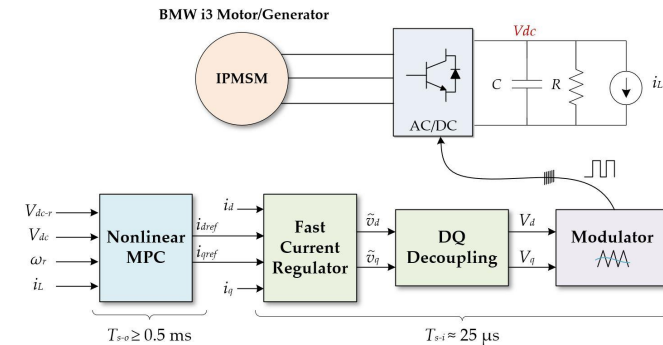 BMW i3 Motor/Generator
Vdc
IPMSM
C
R
iL
AC/DC
Vdc-r
Vdc
ωr
iL
Nonlinear
MPC
idref
iqref
id
iq
Fast
Current
Regulator
ṽd
ṽq
DQ
Decoupling
Vd
Vq
Modulator
Ts-o ≥ 0.5 ms
Ts-i ≈ 25 µs